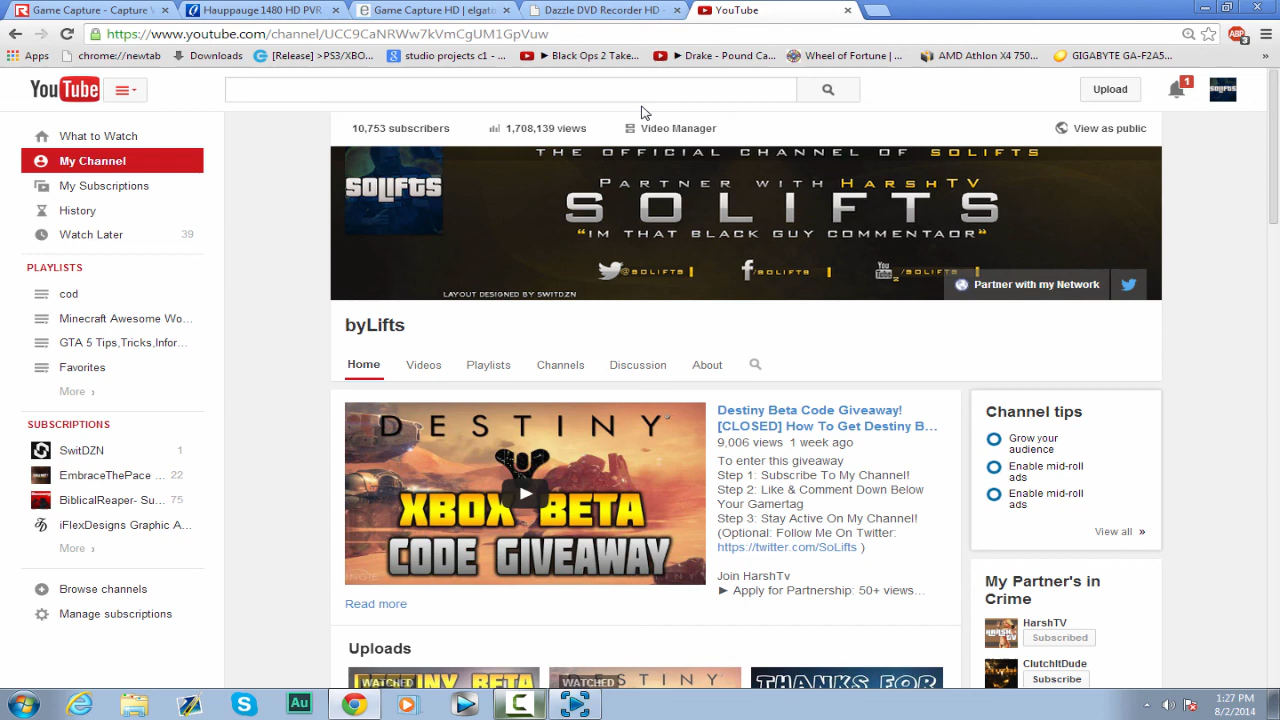 Game Capture - Capture V
Hauppauge 1480 HD PVR
Game Capture HD | elgato
Dazzle DVD Recorder HD -
YouTube
https://www.youtube.com/channel/UCC9CaNRWw7kVmCgUM1GpVuw
ABP
3
Apps
chrome://newtab
Downloads
[Release] >PS3/XBO...
studio projects c1 -
► Black Ops 2 Take...
► Drake - Pound Ca...
Wheel of Fortune |...
AMD Athlon X4 750...
GIGABYTE GA-F2A5...
»
YouTube
Upload
1
SOLIFTS
What to Watch
My Channel
My Subscriptions
History
Watch Later 39
PLAYLISTS
cod
Minecraft Awesome Wo...
GTA 5 Tips,Tricks,Infor...
Favorites
More ›
SUBSCRIPTIONS
SwitDZN 1
EmbraceThePace ... 22
BiblicalReaper- Su... 75
iFlexDesigns Graphic A...
More ›
Browse channels
Manage subscriptions
10,753 subscribers
1,708,139 views
Video Manager
View as public
THE OFFICIAL CHANNEL OF SOLIFTS
SOLIFTS
PARTNER WITH HARSHTV
SOLIFTS
"IM THAT BLACK GUY COMMENTAOR"
@SOLIFTS
/SOLIFTS
You Tube
/SOLIFTS
LAYOUT DESIGNED BY SWITDZN
Partner with my Network
byLifts
Home
Videos
Playlists
Channels
Discussion
About
DESTINY
XBOX BETA
CODE GIVEAWAY
Read more
Destiny Beta Code Giveaway!
[CLOSED] How To Get Destiny B...
9,006 views 1 week ago
To enter this giveaway
Step 1: Subscribe To My Channel!
Step 2: Like & Comment Down Below
Your Gamertag
Step 3: Stay Active On My Channel!
(Optional: Follow Me On Twitter:
https://twitter.com/SoLifts )
Join HarshTv
► Apply for Partnership: 50+ views...
Channel tips
Grow your
audience
Enable mid-roll
ads
Enable mid-roll
ads
View all »
My Partner's in
Crime
HarshTV
Subscribed
ClutchItDude
Subscribe
Uploads
WATCHED
DESTINY BETA
WATCHED
DESTINY
THANKS FOR
Au
1:27 PM
8/2/2014